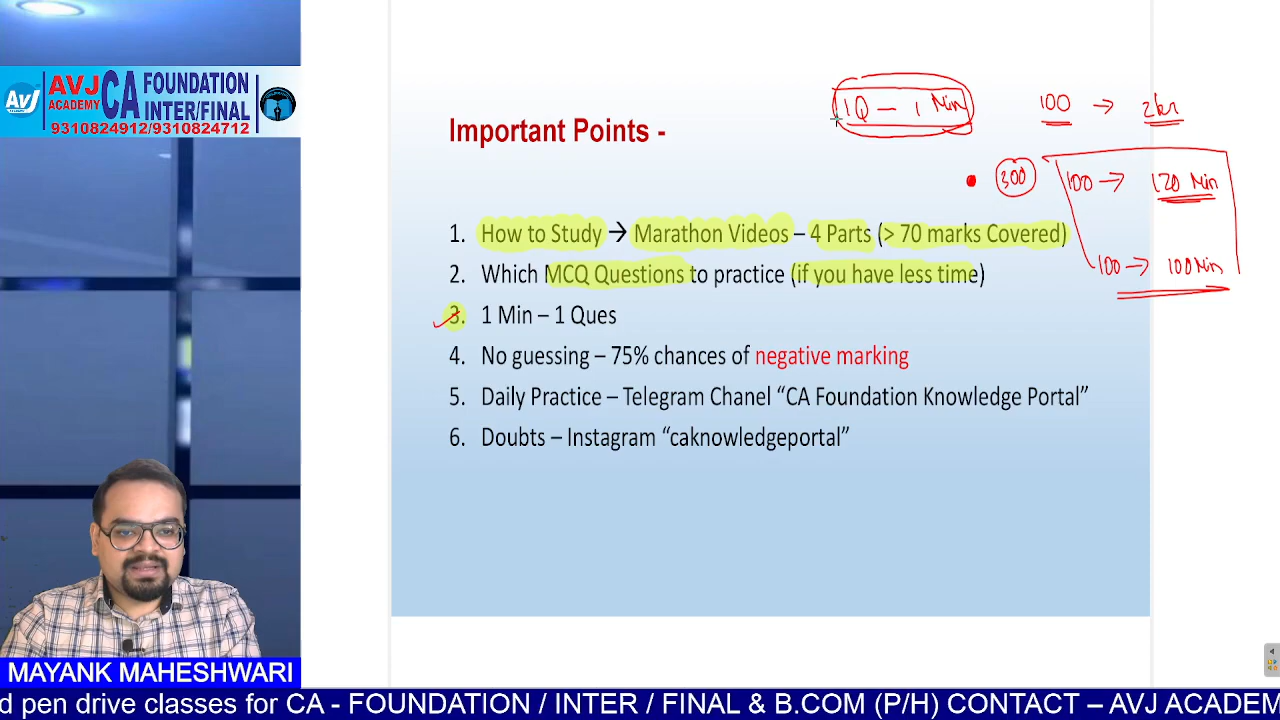 AVJ ACADEMY CA FOUNDATION INTER/FINAL
AVJ
9310824912/9310824712
1Q – 1 Min
100 → 2hr
Important Points -
300 100 → 120 Min
1. How to Study → Marathon Videos – 4 Parts (> 70 marks Covered)
100 → 100 Min
2. Which MCQ Questions to practice (if you have less time)
3. 1 Min – 1 Ques
4. No guessing – 75% chances of negative marking
5. Daily Practice – Telegram Chanel “CA Foundation Knowledge Portal”
6. Doubts – Instagram “caknowledgeportal”
MAYANK MAHESHWARI
d pen drive classes for CA - FOUNDATION / INTER / FINAL & B.COM (P/H) CONTACT – AVJ ACADEM